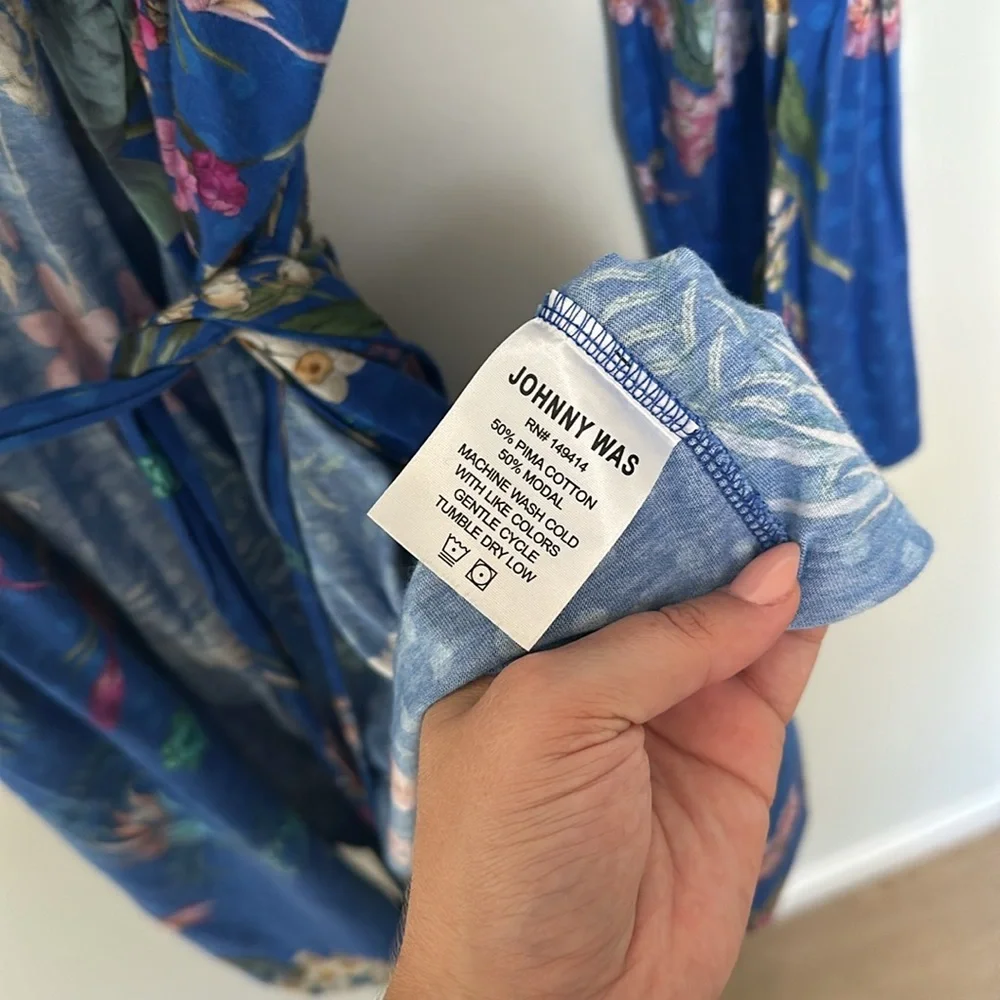 JOHNNY WAS
RN# 149414
50% PIMA COTTON
50% MODAL
MACHINE WASH COLD
WITH LIKE COLORS
GENTLE CYCLE
TUMBLE DRY LOW